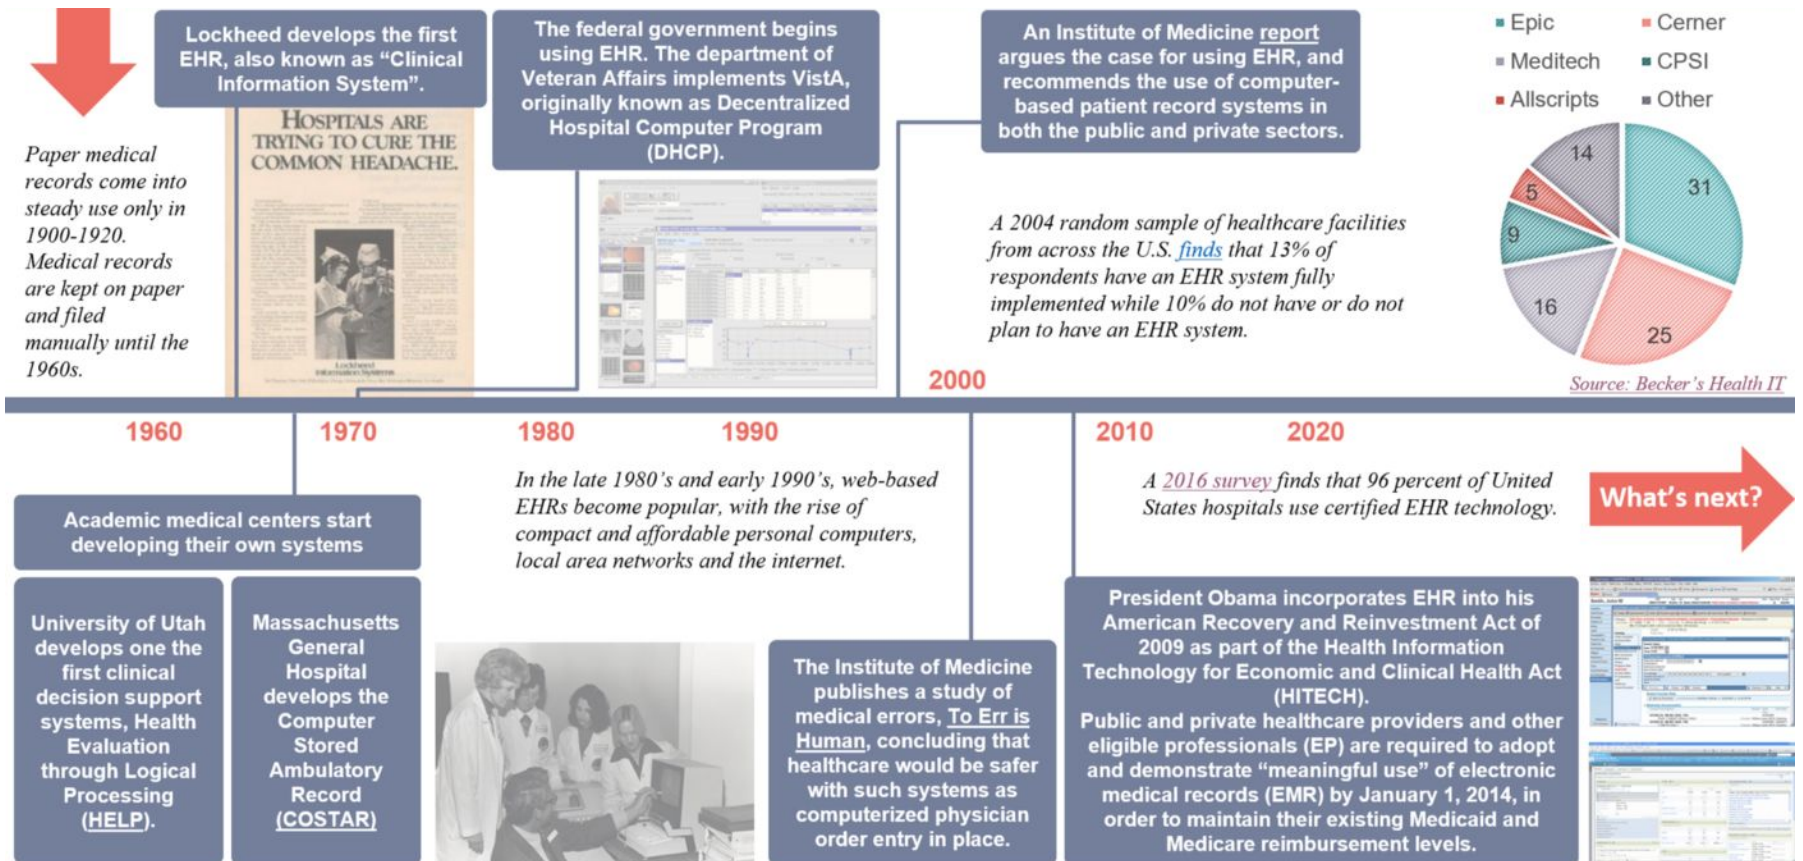 Lockheed develops the first
EHR, also known as “Clinical
Information System”.
HOSPITALS ARE
TRYING TO CURE THE
COMMON HEADACHE.
Lockheed
Information Systems
Paper medical
records come into
steady use only in
1900-1920.
Medical records
are kept on paper
and filed
manually until the
1960s.
The federal government begins
using EHR. The department of
Veteran Affairs implements VistA,
originally known as Decentralized
Hospital Computer Program
(DHCP).
An Institute of Medicine report
argues the case for using EHR, and
recommends the use of computer-
based patient record systems in
both the public and private sectors.
A 2004 random sample of healthcare facilities
from across the U.S. finds that 13% of
respondents have an EHR system fully
implemented while 10% do not have or do not
plan to have an EHR system.
Epic
Cerner
Meditech
CPSI
Allscripts
Other
14
31
5
9
16
25
Source: Becker’s Health IT
2000
1960
1970
1980
1990
2010
2020
Academic medical centers start
developing their own systems
University of Utah
develops one the
first clinical
decision support
systems, Health
Evaluation
through Logical
Processing
(HELP).
Massachusetts
General
Hospital
develops the
Computer
Stored
Ambulatory
Record
(COSTAR)
In the late 1980’s and early 1990’s, web-based
EHRs become popular, with the rise of
compact and affordable personal computers,
local area networks and the internet.
The Institute of Medicine
publishes a study of
medical errors, To Err is
Human, concluding that
healthcare would be safer
with such systems as
computerized physician
order entry in place.
A 2016 survey finds that 96 percent of United
States hospitals use certified EHR technology.
What’s next?
President Obama incorporates EHR into his
American Recovery and Reinvestment Act of
2009 as part of the Health Information
Technology for Economic and Clinical Health Act
(HITECH).
Public and private healthcare providers and other
eligible professionals (EP) are required to adopt
and demonstrate “meaningful use” of electronic
medical records (EMR) by January 1, 2014, in
order to maintain their existing Medicaid and
Medicare reimbursement levels.